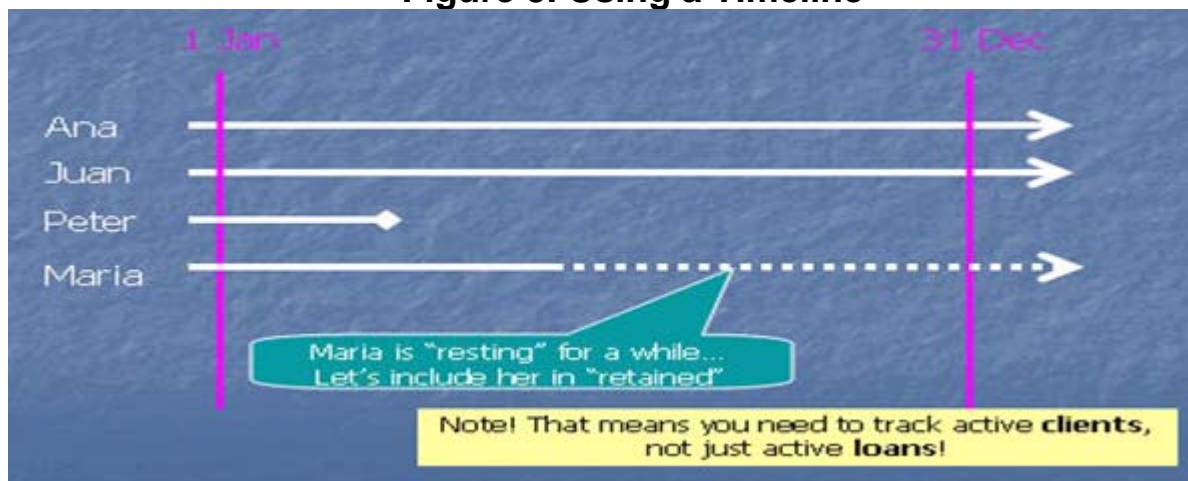 Figure 3. Using a Timeline
1 Jan 31 Dec
Ana
Juan
Peter
Maria
Maria is “resting” for a while...
Let’s include her in “retained”
Note! That means you need to track active clients,
not just active loans!